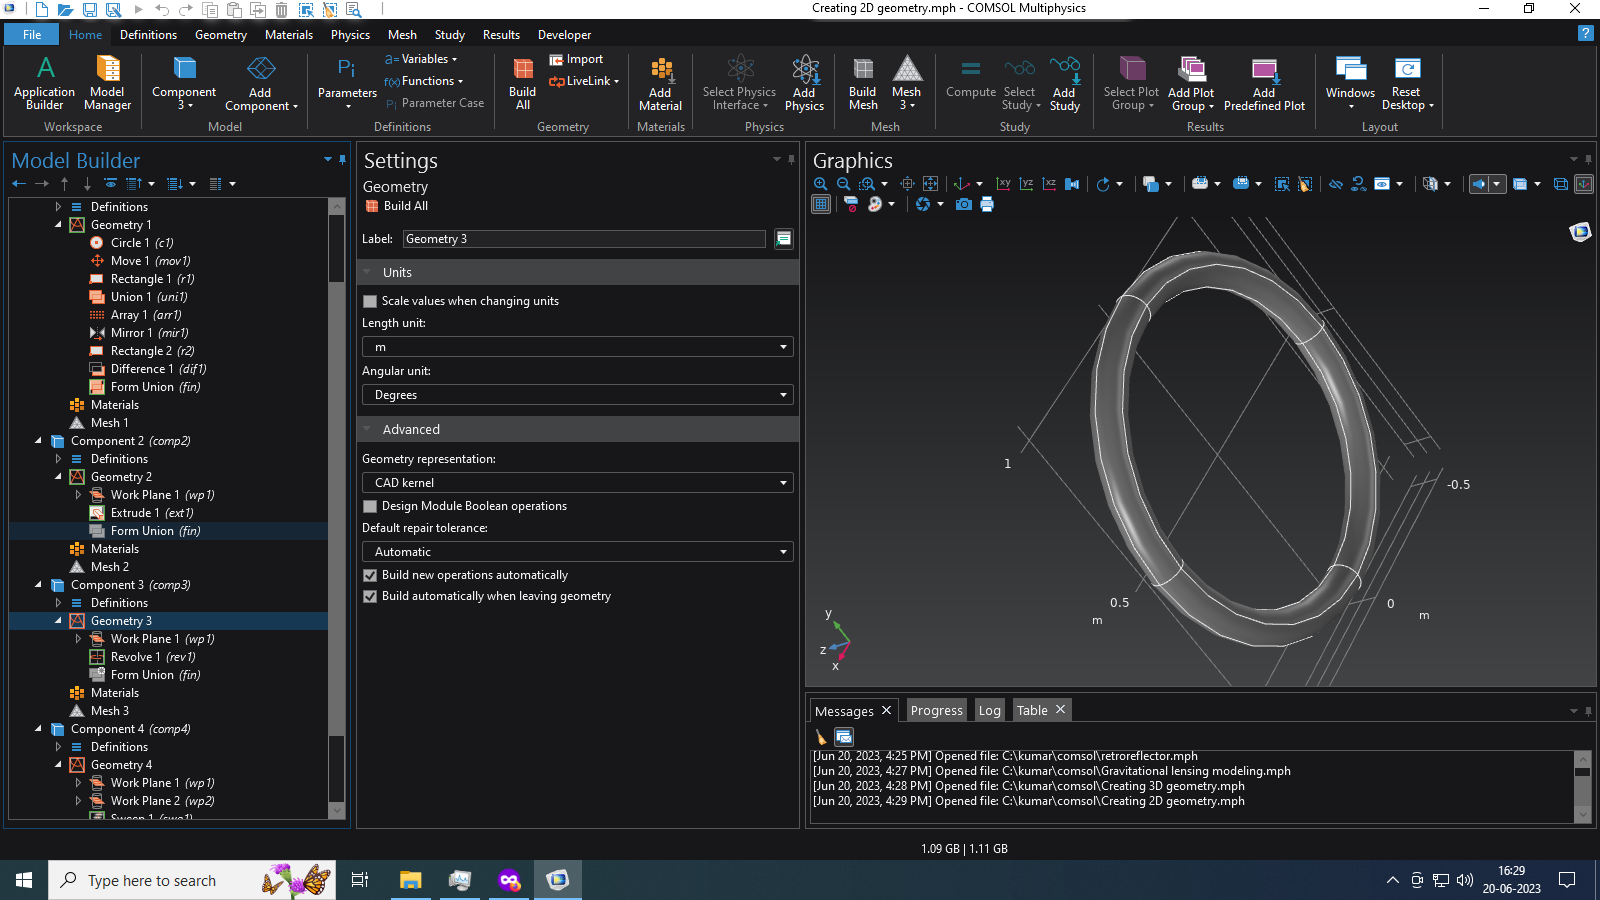 Creating 2D geometry.mph - COMSOL Multiphysics
File Home Definitions Geometry Materials Physics Mesh Study Results Developer ?
Application Builder
Model Manager
Workspace
Component 3
Add Component
Model
Pi
Parameters
a= Variables
f(x) Functions
Pi Parameter Case
Definitions
Build All
Import
LiveLink
Geometry
Add Material
Materials
Select Physics Interface
Add Physics
Physics
Build Mesh
Mesh 3
Mesh
Compute
Select Study
Add Study
Study
Select Plot Group
Add Plot Group
Add Predefined Plot
Results
Windows
Reset Desktop
Layout
Model Builder
Definitions
Geometry 1
Circle 1 (c1)
Move 1 (mov1)
Rectangle 1 (r1)
Union 1 (uni1)
Array 1 (arr1)
Mirror 1 (mir1)
Rectangle 2 (r2)
Difference 1 (dif1)
Form Union (fin)
Materials
Mesh 1
Component 2 (comp2)
Definitions
Geometry 2
Work Plane 1 (wp1)
Extrude 1 (ext1)
Form Union (fin)
Materials
Mesh 2
Component 3 (comp3)
Definitions
Geometry 3
Work Plane 1 (wp1)
Revolve 1 (rev1)
Form Union (fin)
Materials
Mesh 3
Component 4 (comp4)
Definitions
Geometry 4
Work Plane 1 (wp1)
Work Plane 2 (wp2)
Sweep 1 (swe1)
Settings
Geometry
Build All
Label: Geometry 3
Units
Scale values when changing units
Length unit:
m
Angular unit:
Degrees
Advanced
Geometry representation:
CAD kernel
Design Module Boolean operations
Default repair tolerance:
Automatic
Build new operations automatically
Build automatically when leaving geometry
Graphics
xy yz xz
1
-0.5
0.5
0
m
m
y
z
x
Messages Progress Log Table
[Jun 20, 2023, 4:25 PM] Opened file: C:\kumar\comsol\retroreflector.mph
[Jun 20, 2023, 4:27 PM] Opened file: C:\kumar\comsol\Gravitational lensing modeling.mph
[Jun 20, 2023, 4:28 PM] Opened file: C:\kumar\comsol\Creating 3D geometry.mph
[Jun 20, 2023, 4:29 PM] Opened file: C:\kumar\comsol\Creating 2D geometry.mph
1.09 GB | 1.11 GB
Type here to search
16:29
20-06-2023